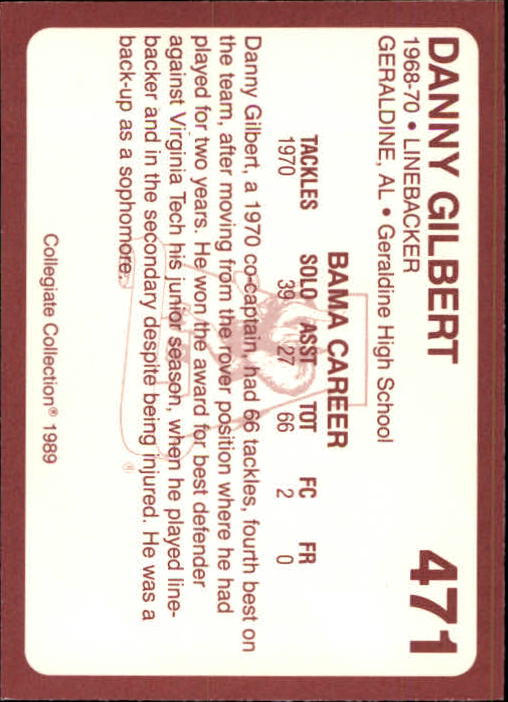 DANNY GILBERT 471
1968-70 • LINEBACKER
GERALDINE, AL • Geraldine High School
BAMA CAREER
TACKLES SOLO ASST TOT FC FR
1970 39 27 66 2 0
Danny Gilbert, a 1970 co-captain, had 66 tackles, fourth best on
the team, after moving from the rover position where he had
played for two years. He won the award for best defender
against Virginia Tech his junior season, when he played line-
backer and in the secondary despite being injured. He was a
back-up as a sophomore.
Collegiate Collection® 1989